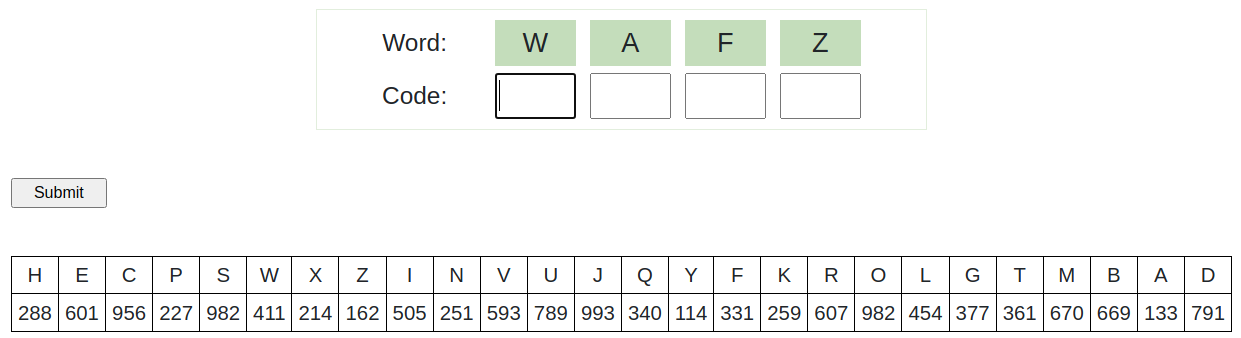 Word: W A F Z
Code:
Submit
H E C P S W X Z I N V U J Q Y F K R O L G T M B A D
288 601 956 227 982 411 214 162 505 251 593 789 993 340 114 331 259 607 982 454 377 361 670 669 133 791